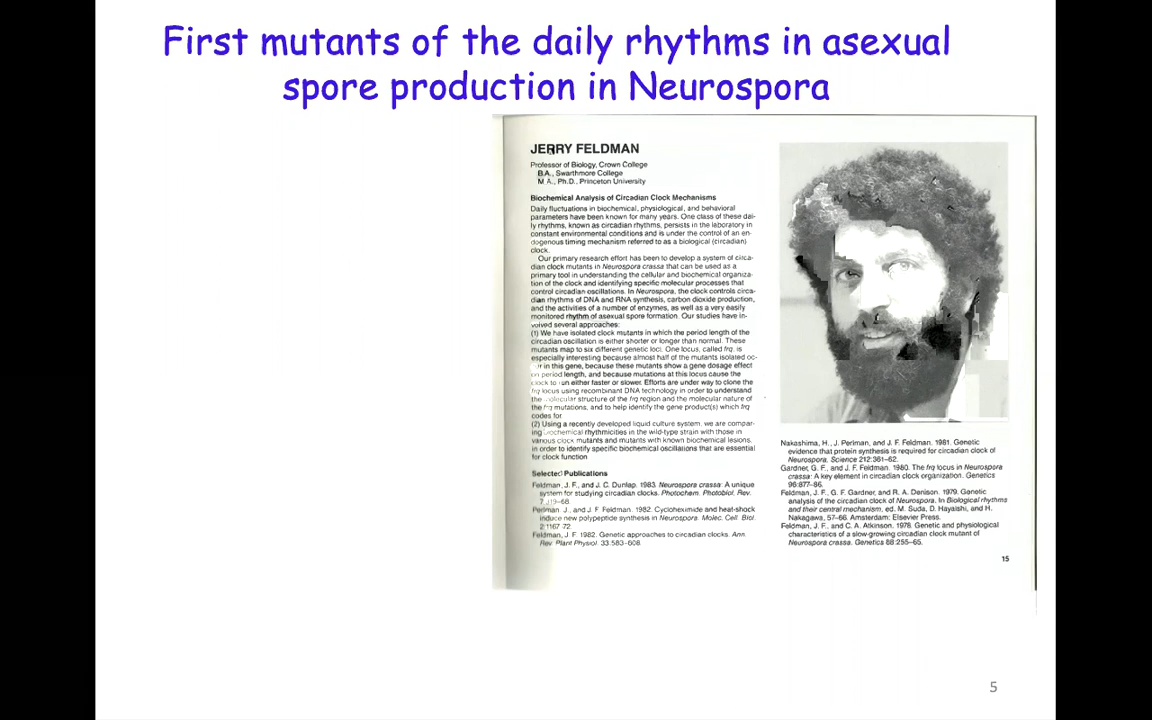 First mutants of the daily rhythms in asexual
spore production in Neurospora
JERRY FELDMAN
Professor of Biology, Crown College
B.A., Swarthmore College
M.A., Ph.D., Princeton University
Biochemical Analysis of Circadian Clock Mechanisms
Daily fluctuations in biochemical, physiological, and behavioral
parameters have been known for many years. One class of these dai-
ly rhythms, known as circadian rhythms, persists in the laboratory in
constant environmental conditions and is under the control of an en-
dogenous timing mechanism referred to as a biological (circadian)
clock.
Our primary research effort has been to develop a system of circa-
dian clock mutants in Neurospora crassa that can be used as a
primary tool in understanding the cellular and biochemical organiza-
tion of the clock and identifying specific molecular processes that
control circadian oscillations. In Neurospora, the clock controls circa-
dian rhythms of DNA and RNA synthesis, carbon dioxide production,
and the activities of a number of enzymes, as well as a very easily
monitored rhythm of asexual spore formation. Our studies have in-
volved several approaches:
(1) We have isolated clock mutants in which the period length of the
circadian oscillation is either shorter or longer than normal. These
mutants map to six different genetic loci. One locus, called frq, is
especially interesting because almost half of the mutants isolated oc-
cur in this gene, because these mutants show a gene dosage effect
on period length, and because mutations at this locus cause the
clock to run either faster or slower. Efforts are under way to clone the
frq locus using recombinant DNA technology in order to understand
the molecular structure of the frq region and the molecular nature of
the frq mutations, and to help identify the gene product(s) which frq
codes for
(2) Using a recently developed liquid culture system, we are compar-
ing biochemical rhythmicities in the wild-type strain with those in
various clock mutants and mutants with known biochemical lesions,
in order to identify specific biochemical oscillations that are essential
for clock function
Selected Publications
Feldman, J. F., and J. C. Dunlap. 1983. Neurospora crassa: A unique
system for studying circadian clocks. Photochem. Photobiol. Rev.
7:319-68.
Perlman, J., and J. F. Feldman. 1982. Cycloheximide and heat-shock
induce new polypeptide synthesis in Neurospora. Molec. Cell. Biol.
2:1167-72.
Feldman, J. F. 1982. Genetic approaches to circadian clocks. Ann.
Rev. Plant Physiol. 33:583-608.
Nakashima, H., J. Perlman, and J. F. Feldman. 1981. Genetic
evidence that protein synthesis is required for circadian clock of
Neurospora. Science 212:361-62.
Gardner, G. F., and J. F. Feldman. 1980. The frq locus in Neurospora
crassa: A key element in circadian clock organization. Genetics
96:877-86.
Feldman, J. F., G. F. Gardner, and R. A. Denison. 1979. Genetic
analysis of the circadian clock of Neurospora. In Biological rhythms
and their central mechanism, ed. M. Suda, O. Hayaishi, and H.
Nakagawa, 57-66. Amsterdam: Elsevier Press.
Feldman, J. F., and C. A. Atkinson. 1978. Genetic and physiological
characteristics of a slow-growing circadian clock mutant of
Neurospora crassa. Genetics 88:255-65.
15
5